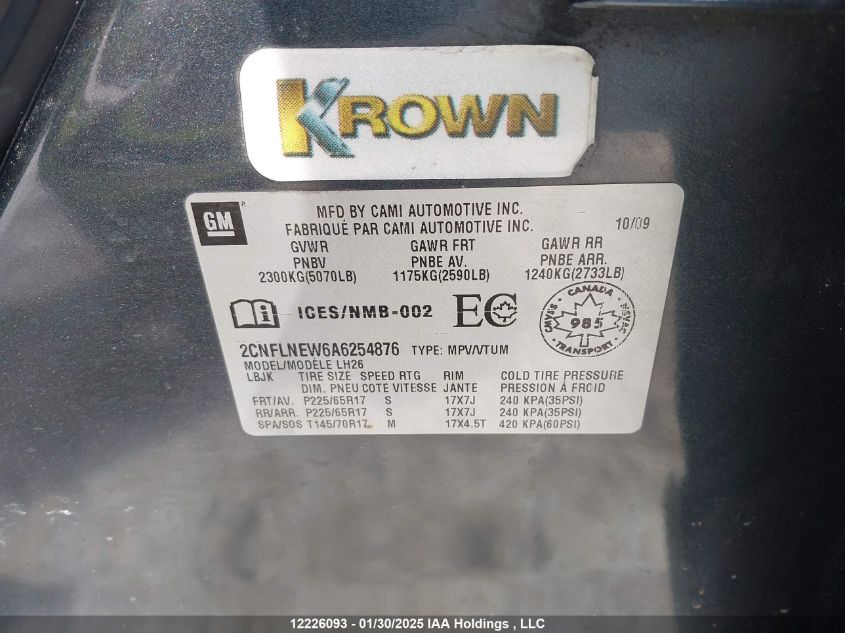 KROWN
GM
MFD BY CAMI AUTOMOTIVE INC.
FABRIQUÉ PAR CAMI AUTOMOTIVE INC.
10/09
GVWR GAWR FRT GAWR RR
PNBV PNBE AV. PNBE ARR.
2300KG(5070LB) 1175KG(2590LB) 1240KG(2733LB)
i ICES/NMB-002 EC
CANADA
CMVSS 985 NSVAC
TRANSPORT
2CNFLNEW6A6254876 TYPE: MPV/VTUM
MODEL/MODÈLE LH26
LBJK TIRE SIZE SPEED RTG RIM COLD TIRE PRESSURE
DIM. PNEU COTE VITESSE JANTE PRESSION À FROID
FRT/AV. P225/65R17 S 17X7J 240 KPA(35PSI)
RR/ARR. P225/65R17 S 17X7J 240 KPA(35PSI)
SPA/SOS T145/70R17 M 17X4.5T 420 KPA(60PSI)
12226093 - 01/30/2025 IAA Holdings , LLC